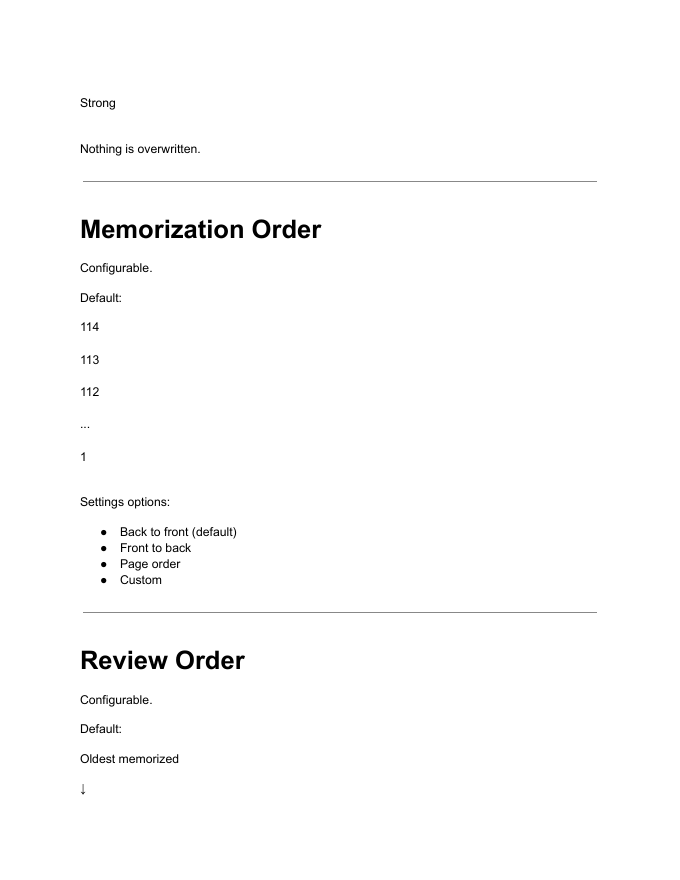 Strong
Nothing is overwritten.
Memorization Order
Configurable.
Default:
114
113
112
...
1
Settings options:
● Back to front (default)
● Front to back
● Page order
● Custom
Review Order
Configurable.
Default:
Oldest memorized
↓